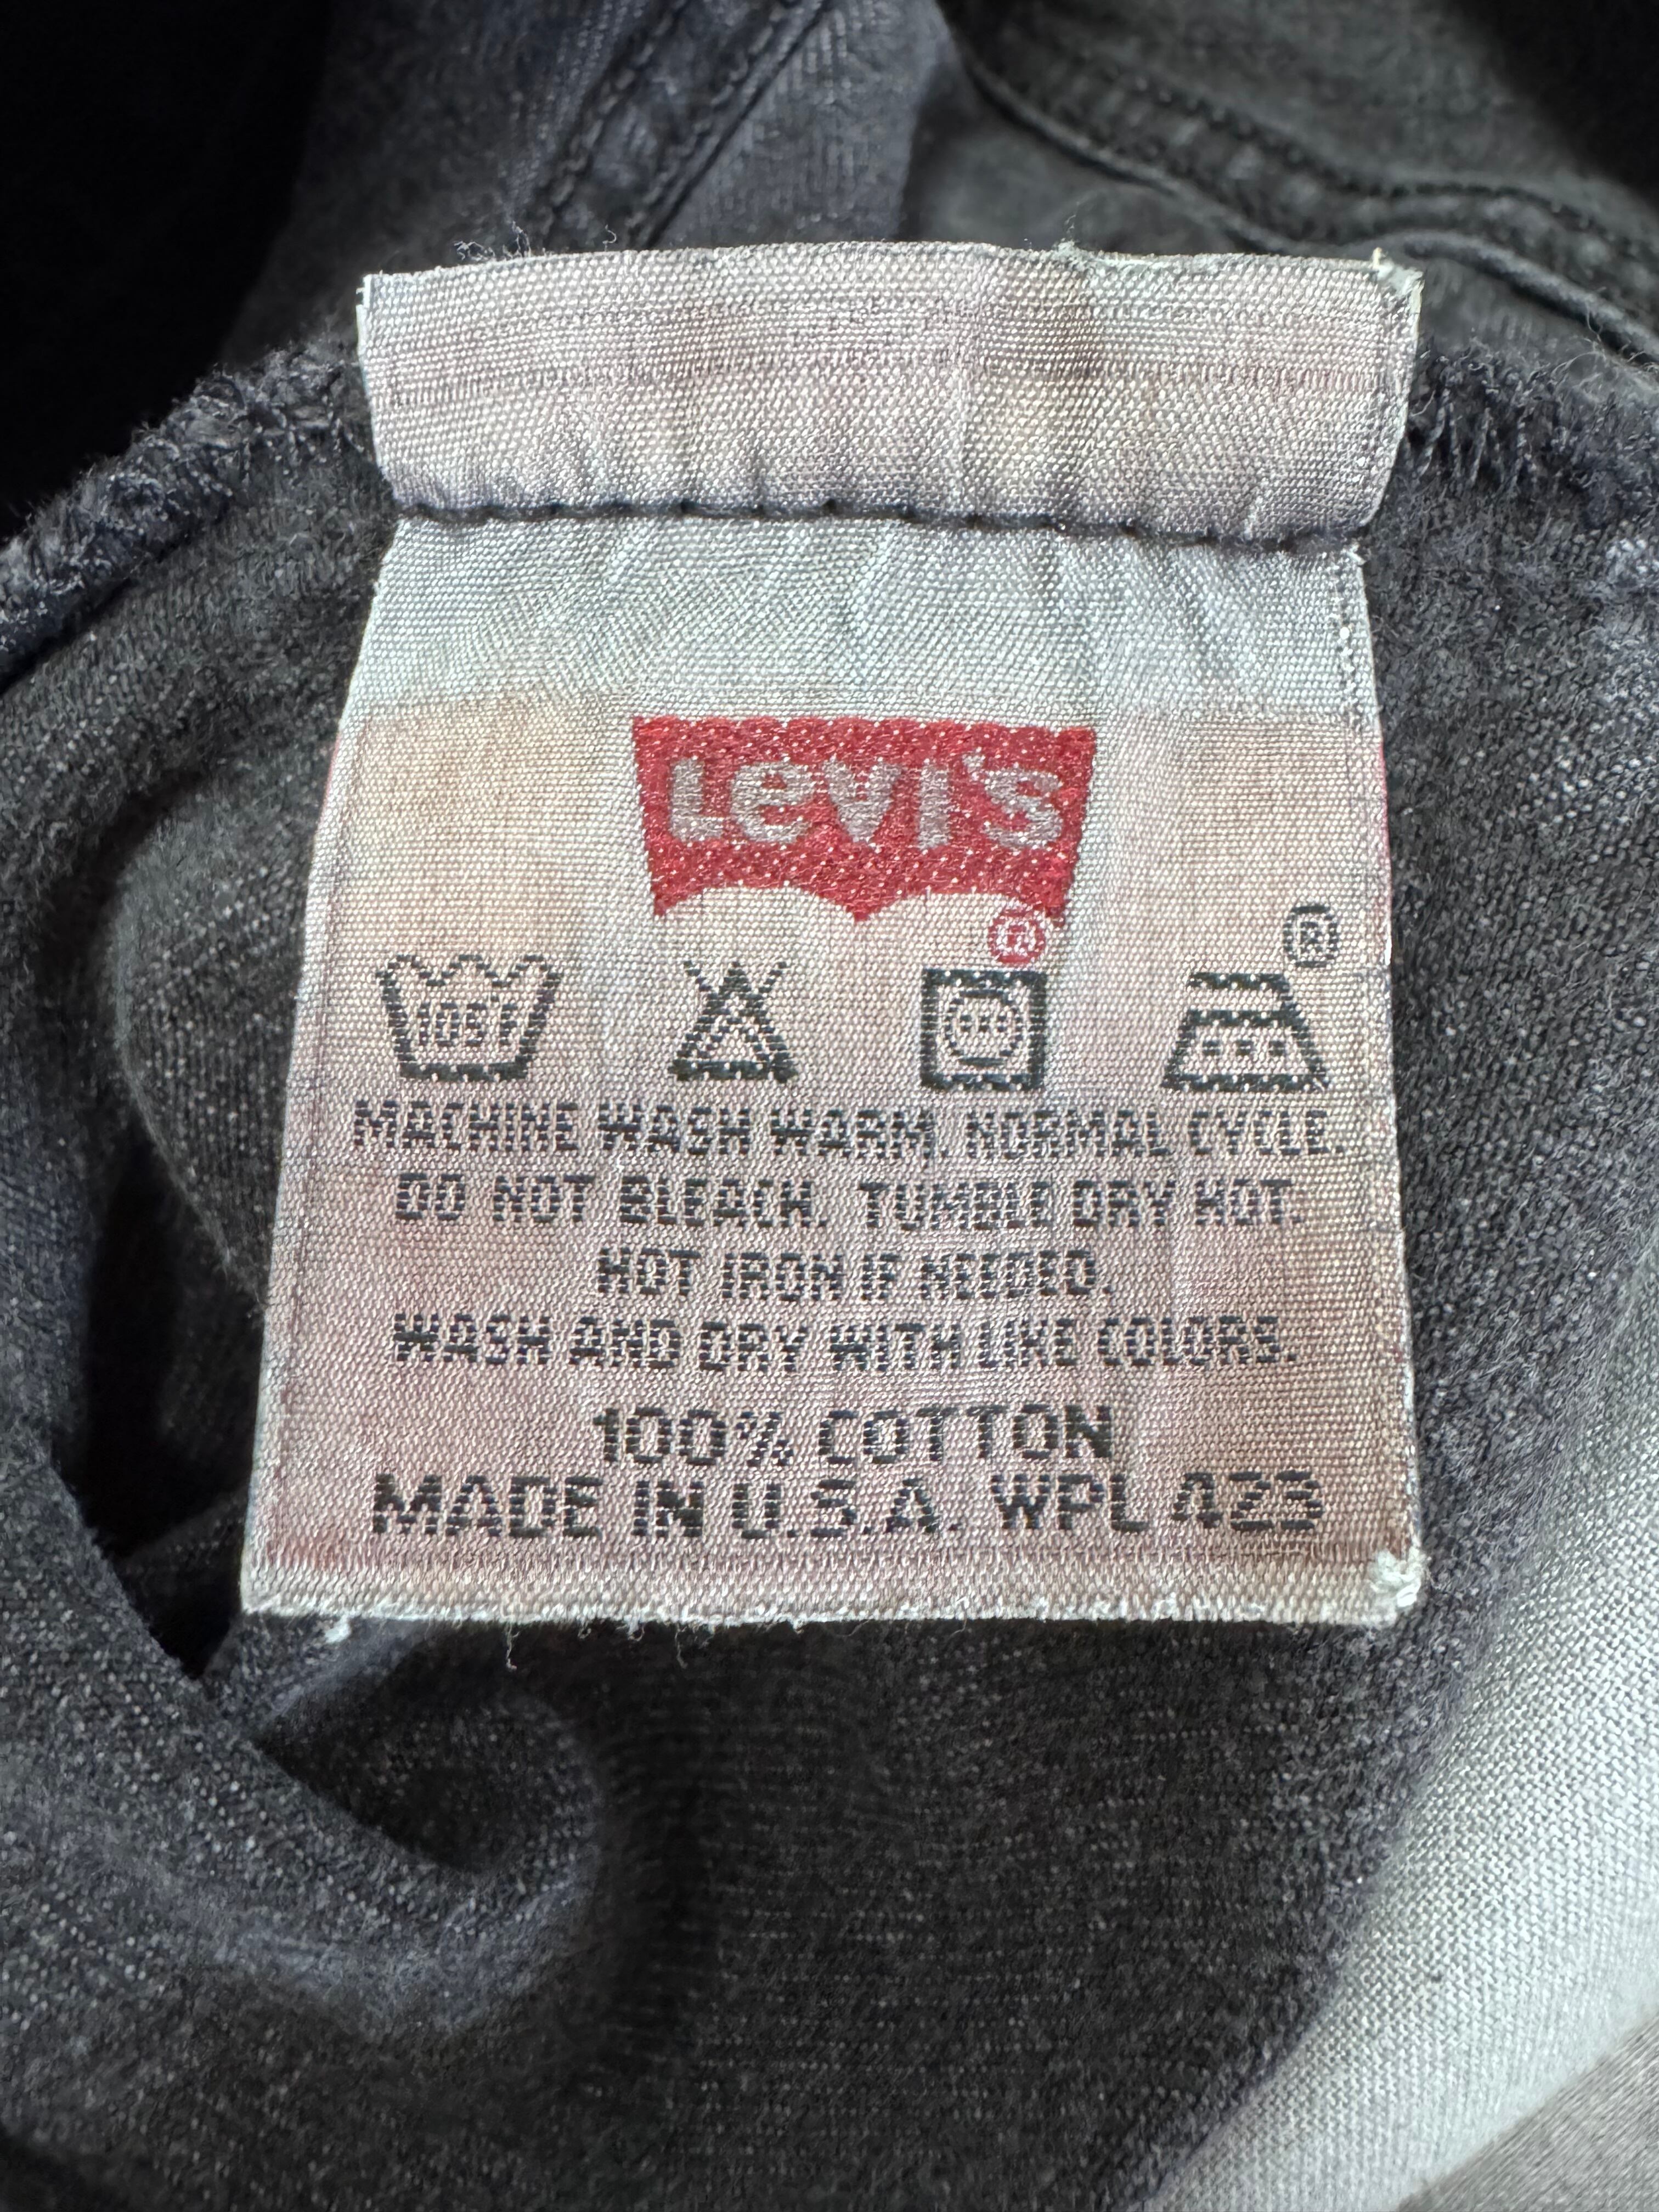 Levi's
®
®
105°F
MACHINE WASH WARM. NORMAL CYCLE.
DO NOT BLEACH. TUMBLE DRY HOT.
HOT IRON IF NEEDED.
WASH AND DRY WITH LIKE COLORS.
100% COTTON
MADE IN U.S.A. WPL 423